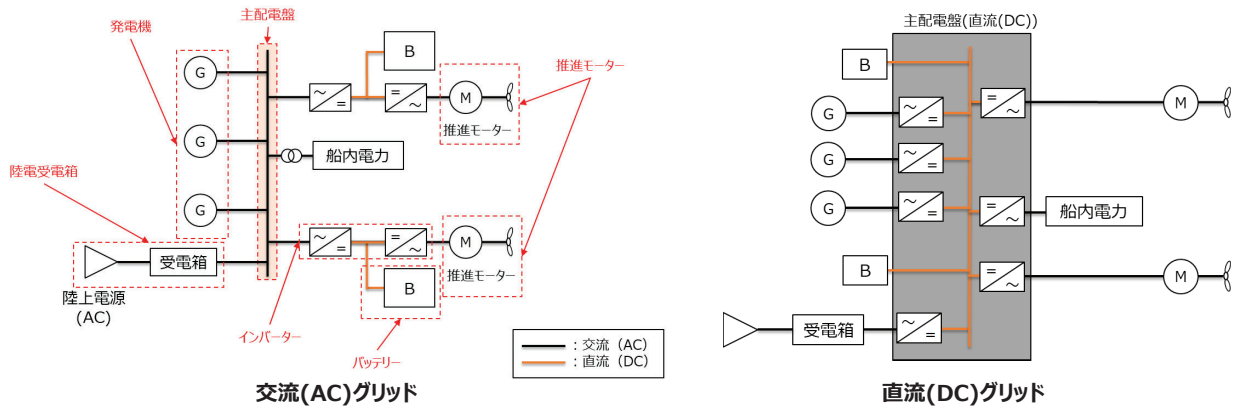 主配電盤
発電機
G
G
G
B
~
=
=
~
M
推進モーター
推進モーター
船内電力
陸電受電箱
受電箱
陸上電源
(AC)
~
=
=
~
M
推進モーター
B
インバーター
バッテリー
: 交流（AC）
: 直流（DC）
交流(AC)グリッド
主配電盤(直流(DC))
B
G
~
=
=
~
M
G
~
=
G
~
=
=
~
船内電力
B
=
~
M
受電箱
~
=
直流(DC)グリッド